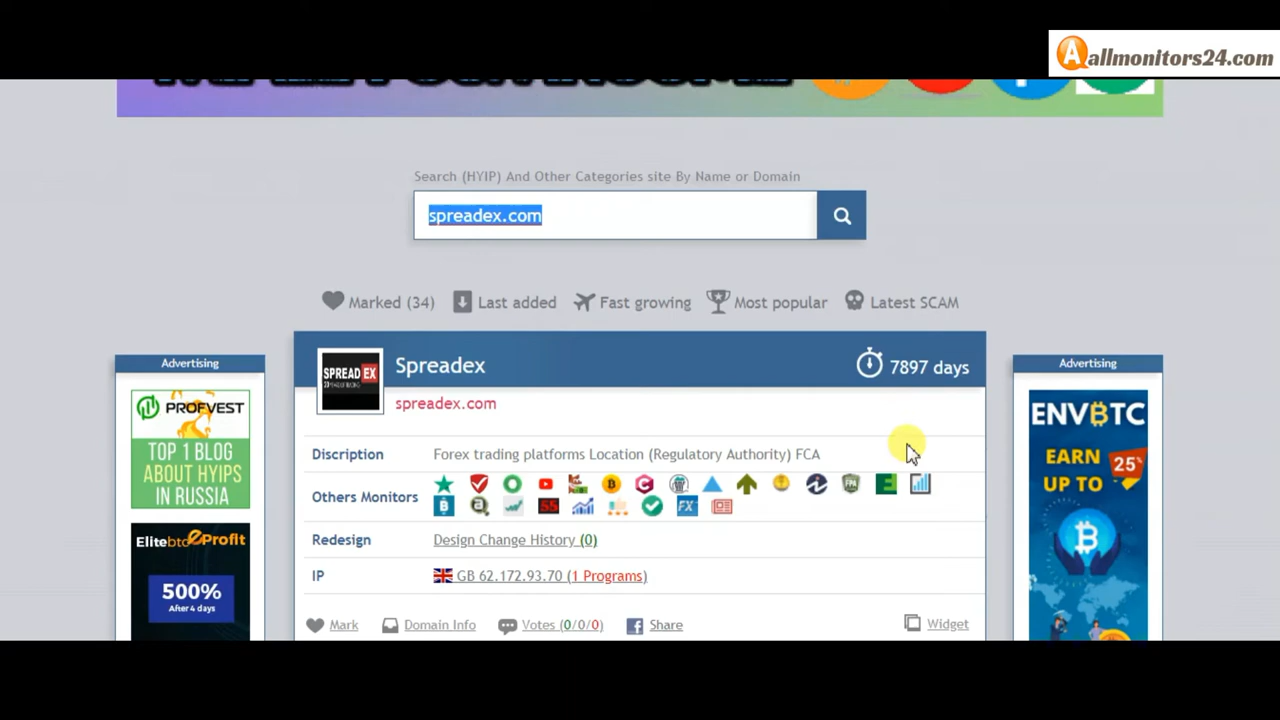 Aallmonitors24.com
Search (HYIP) And Other Categories site By Name or Domain
spreadex.com
Marked (34)
Last added
Fast growing
Most popular
Latest SCAM
Advertising
PROFVEST
TOP 1 BLOG
ABOUT HYIPS
IN RUSSIA
Elitebtc eProfit
500%
After 4 days
SPREADEX
Spreadex
7897 days
spreadex.com
Discription
Forex trading platforms Location (Regulatory Authority) FCA
Others Monitors
Redesign
Design Change History (0)
IP
GB 62.172.93.70 (1 Programs)
Mark
Domain Info
Votes (0/0/0)
Share
Widget
Advertising
ENVBTC
EARN
UP TO
25%